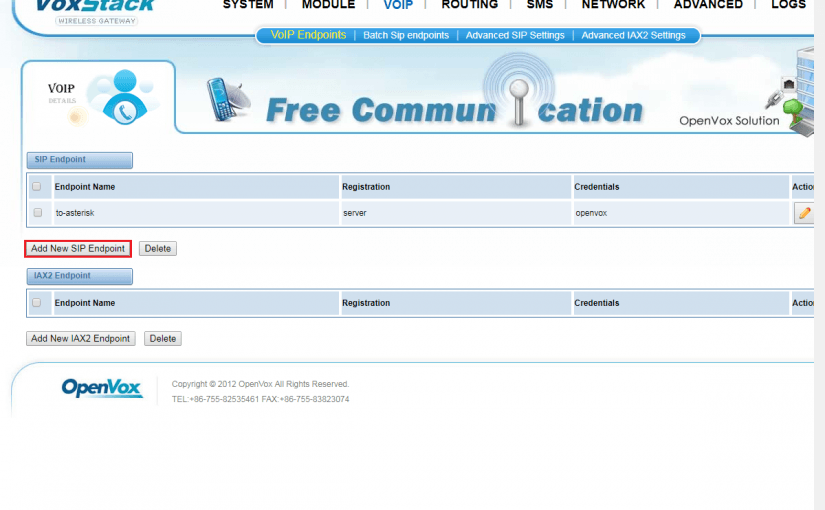 VoxStack
WIRELESS GATEWAY
SYSTEM | MODULE | VOIP | ROUTING | SMS | NETWORK | ADVANCED | LOGS
VoIP Endpoints | Batch Sip endpoints | Advanced SIP Settings | Advanced IAX2 Settings
VOIP
DETAILS
Free Commun cation
OpenVox Solution
SIP Endpoint
Endpoint Name Registration Credentials Actio
to-asterisk server openvox
Add New SIP Endpoint Delete
IAX2 Endpoint
Endpoint Name Registration Credentials Actio
Add New IAX2 Endpoint Delete
OpenVox
Copyright © 2012 OpenVox All Rights Reserved.
TEL:+86-755-82535461 FAX:+86-755-83823074